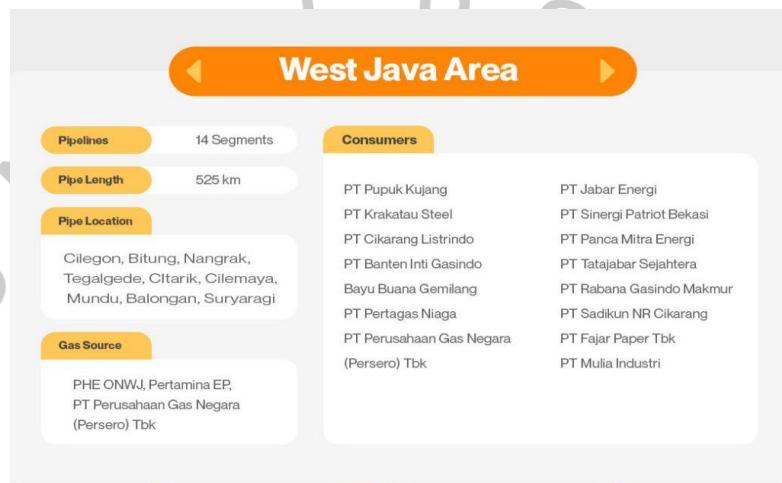 West Java Area
Pipelines
14 Segments
Pipe Length
525 km
Pipe Location
Cilegon, Bitung, Nangrak,
Tegalgede, CItarik, Cilemaya,
Mundu, Balongan, Suryaragi
Gas Source
PHE ONWJ, Pertamina EP,
PT Perusahaan Gas Negara
(Persero) Tbk
Consumers
PT Pupuk Kujang
PT Krakatau Steel
PT Cikarang Listrindo
PT Banten Inti Gasindo
Bayu Buana Gemilang
PT Pertagas Niaga
PT Perusahaan Gas Negara
(Persero) Tbk
PT Jabar Energi
PT Sinergi Patriot Bekasi
PT Panca Mitra Energi
PT Tatajabar Sejahtera
PT Rabana Gasindo Makmur
PT Sadikun NR Cikarang
PT Fajar Paper Tbk
PT Mulia Industri